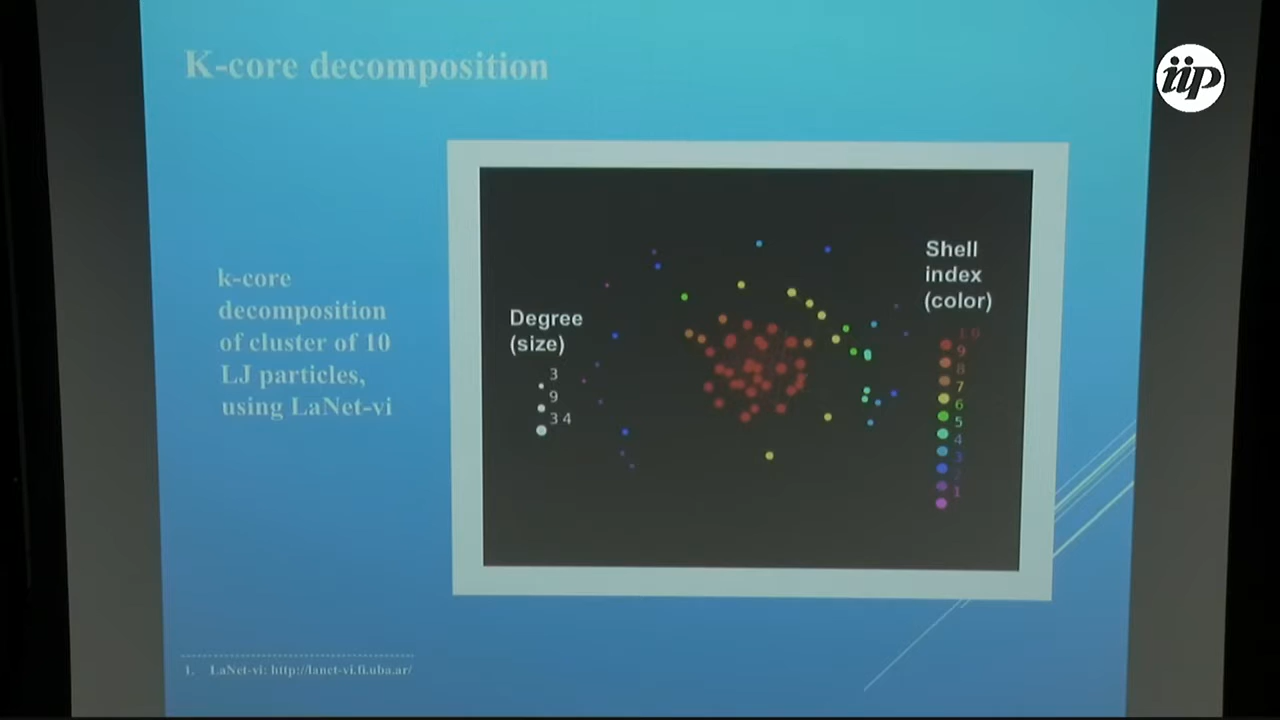 K-core decomposition
iip
k-core
decomposition
of cluster of 10
LJ particles,
using LaNet-vi
Degree
(size)
3
9
34
Shell
index
(color)
10
9
8
7
6
5
4
3
2
1
1. LaNet-vi: http://lanet-vi.fi.uba.ar/